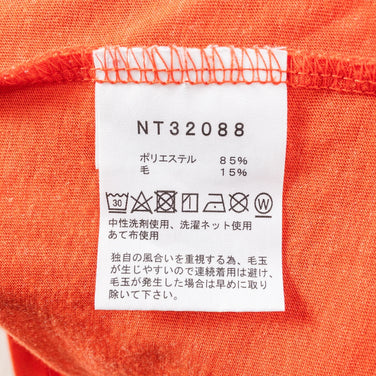 NT32088
ポリエステル 85%
毛 15%
30 W
中性洗剤使用、洗濯ネット使用
あて布使用
独自の風合いを重視する為、毛玉
が生じやすいので連続着用は避け、
毛玉が発生した場合は早めに取り
除いて下さい。